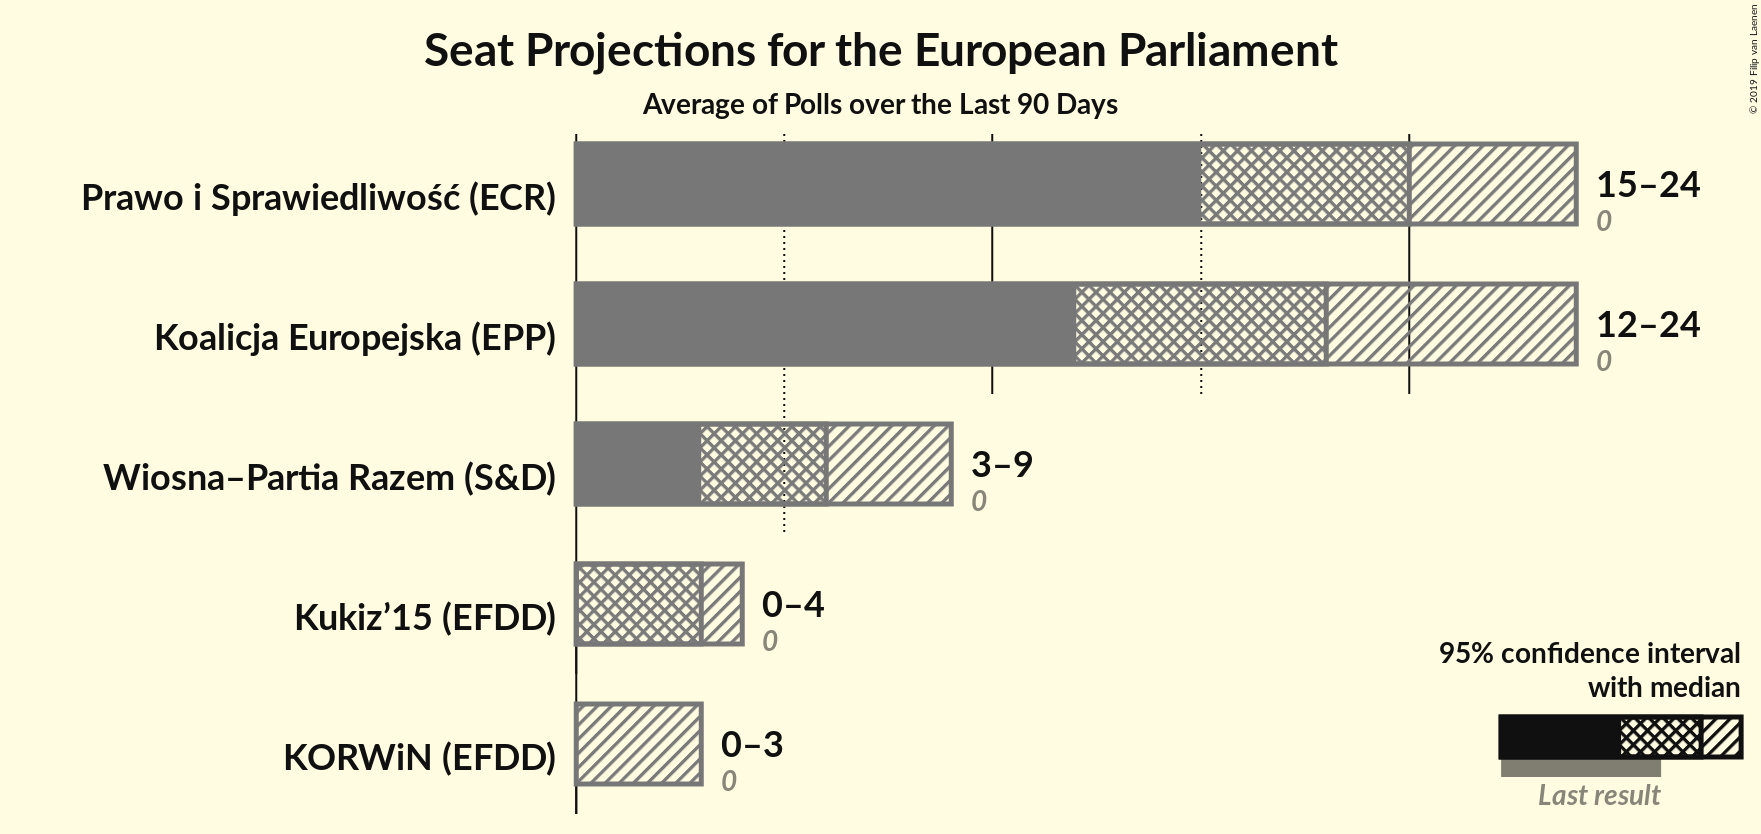 Seat Projections for the European Parliament
Average of Polls over the Last 90 Days
© 2019 Filip van Laenen
Prawo i Sprawiedliwość (ECR)
15–24
0
Koalicja Europejska (EPP)
12–24
0
Wiosna–Partia Razem (S&D)
3–9
0
Kukiz’15 (EFDD)
0–4
0
KORWiN (EFDD)
0–3
0
95% confidence interval
with median
Last result